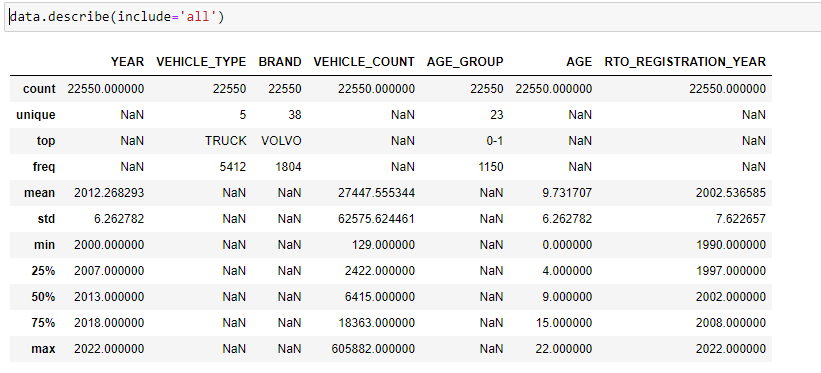 data.describe(include='all')
YEAR VEHICLE_TYPE BRAND VEHICLE_COUNT AGE_GROUP AGE RTO_REGISTRATION_YEAR
count 22550.000000 22550 22550 22550.000000 22550 22550.000000 22550.000000
unique NaN 5 38 NaN 23 NaN NaN
top NaN TRUCK VOLVO NaN 0-1 NaN NaN
freq NaN 5412 1804 NaN 1150 NaN NaN
mean 2012.268293 NaN NaN 27447.555344 NaN 9.731707 2002.536585
std 6.262782 NaN NaN 62575.624461 NaN 6.262782 7.622657
min 2000.000000 NaN NaN 129.000000 NaN 0.000000 1990.000000
25% 2007.000000 NaN NaN 2422.000000 NaN 4.000000 1997.000000
50% 2013.000000 NaN NaN 6415.000000 NaN 9.000000 2002.000000
75% 2018.000000 NaN NaN 18363.000000 NaN 15.000000 2008.000000
max 2022.000000 NaN NaN 605882.000000 NaN 22.000000 2022.000000